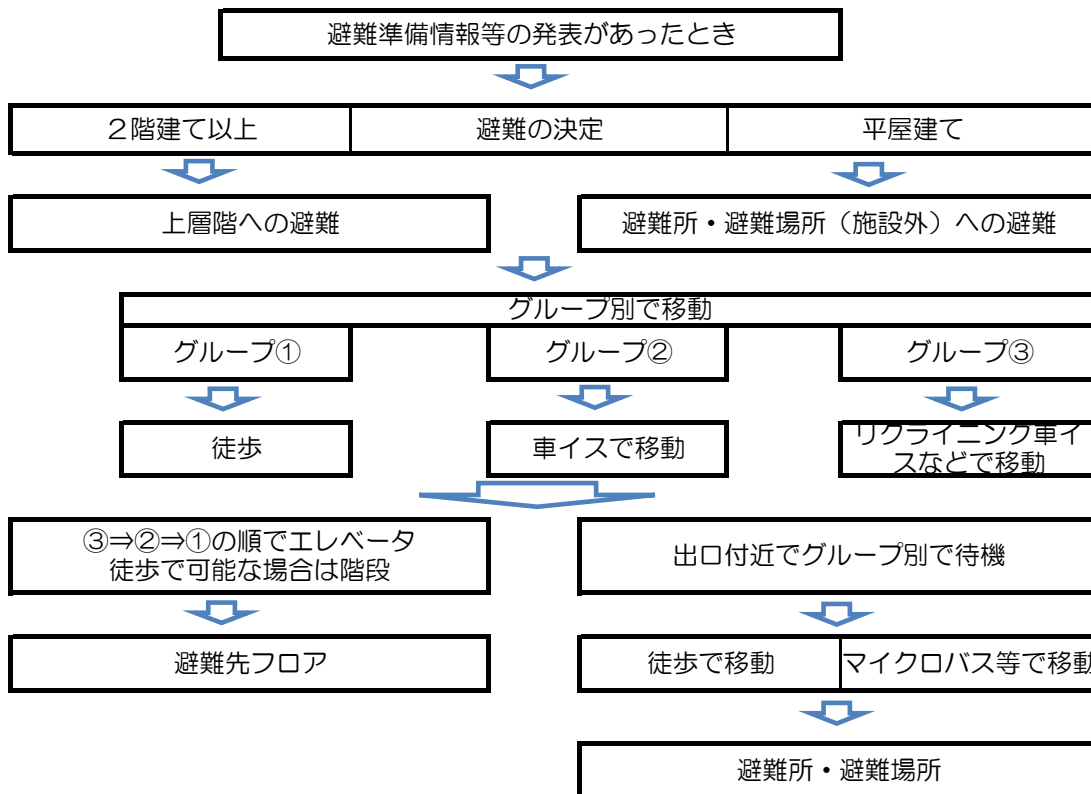 避難準備情報等の発表があったとき
２階建て以上
避難の決定
平屋建て
上層階への避難
避難所・避難場所（施設外）への避難
グループ別で移動
グループ①
グループ②
グループ③
徒歩
車イスで移動
リクライニング車イ
スなどで移動
③⇒②⇒①の順でエレベータ
徒歩で可能な場合は階段
出口付近でグループ別で待機
避難先フロア
徒歩で移動
マイクロバス等で移動
避難所・避難場所